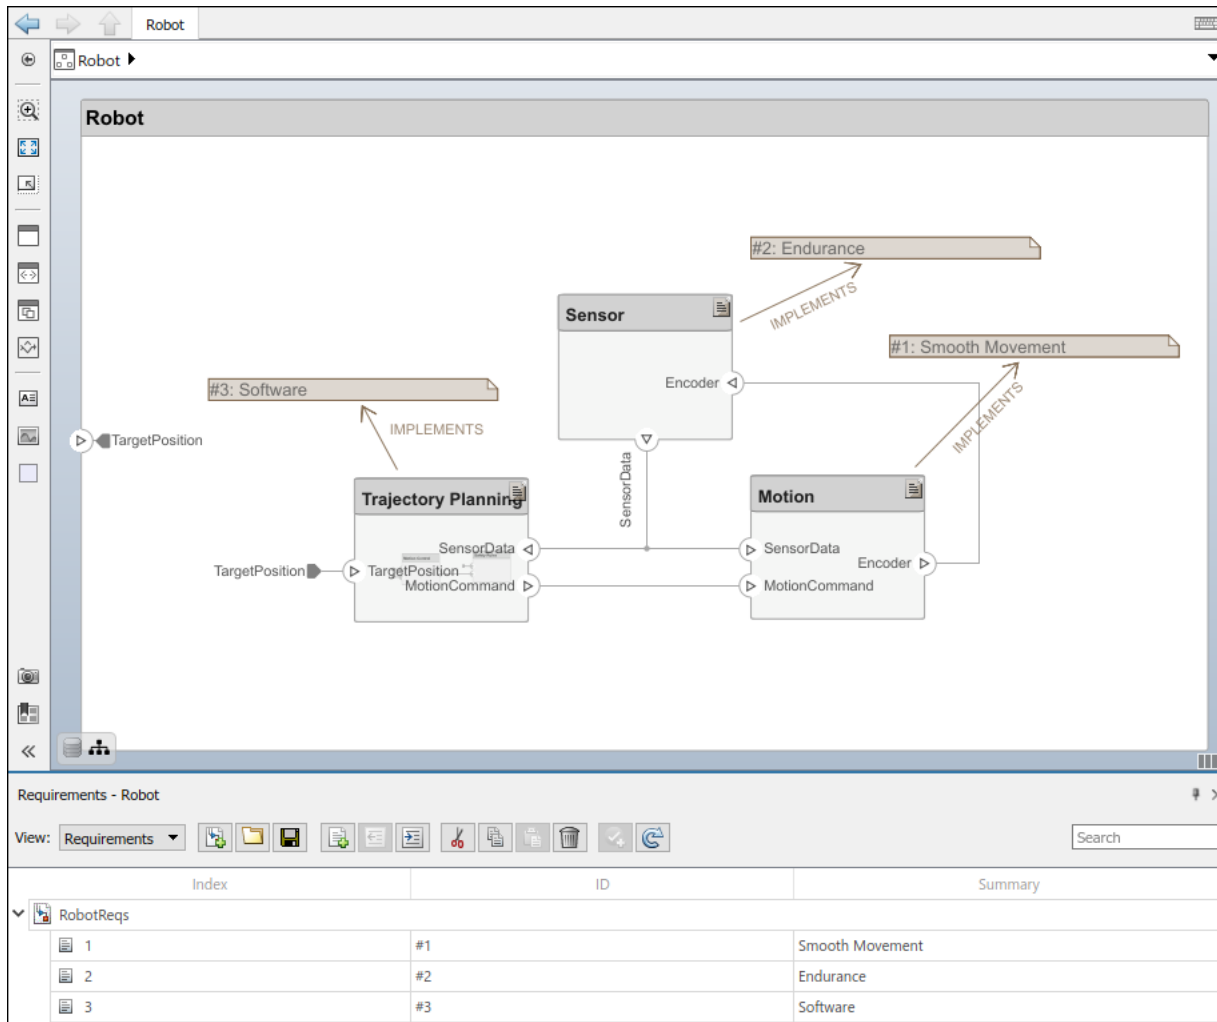 Robot
Robot
Robot
#2: Endurance
IMPLEMENTS
Sensor
#1: Smooth Movement
IMPLEMENTS
Encoder
#3: Software
IMPLEMENTS
TargetPosition
SensorData
Trajectory Planning
Motion
SensorData
SensorData
TargetPosition
TargetPosition
Encoder
MotionCommand
MotionCommand
Requirements - Robot
View: Requirements
Search
Index ID Summary
RobotReqs
1 #1 Smooth Movement
2 #2 Endurance
3 #3 Software